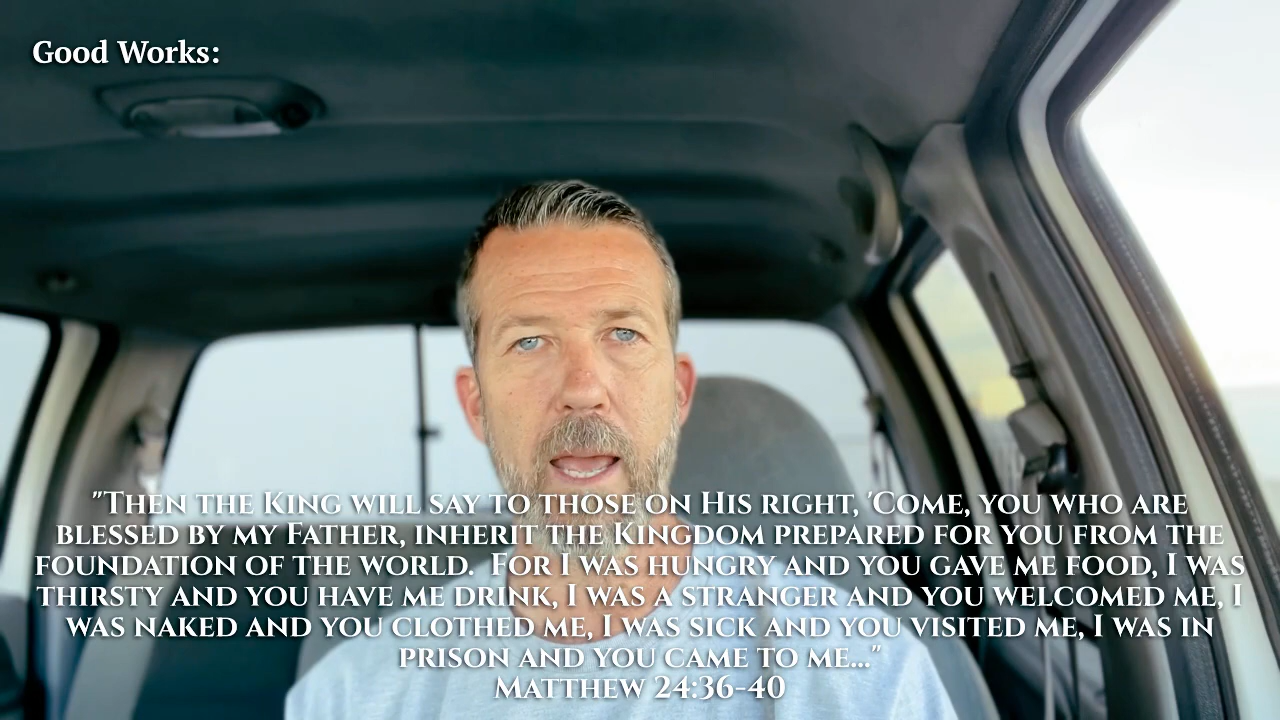 Good Works:
"Then the King will say to those on His right, 'Come, you who are
blessed by my Father, inherit the Kingdom prepared for you from the
foundation of the world.  For I was hungry and you gave me food, I was
thirsty and you have me drink, I was a stranger and you welcomed me, I
was naked and you clothed me, I was sick and you visited me, I was in
prison and you came to me..."
Matthew 24:36-40